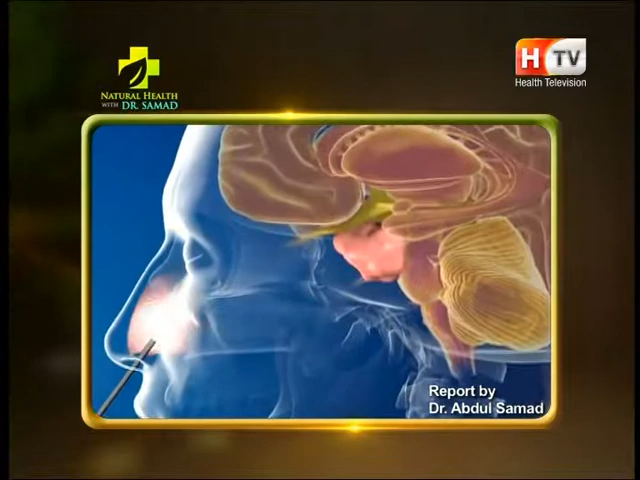 NATURAL HEALTH
WITH DR. SAMAD
H TV
Health Television
Report by
Dr. Abdul Samad